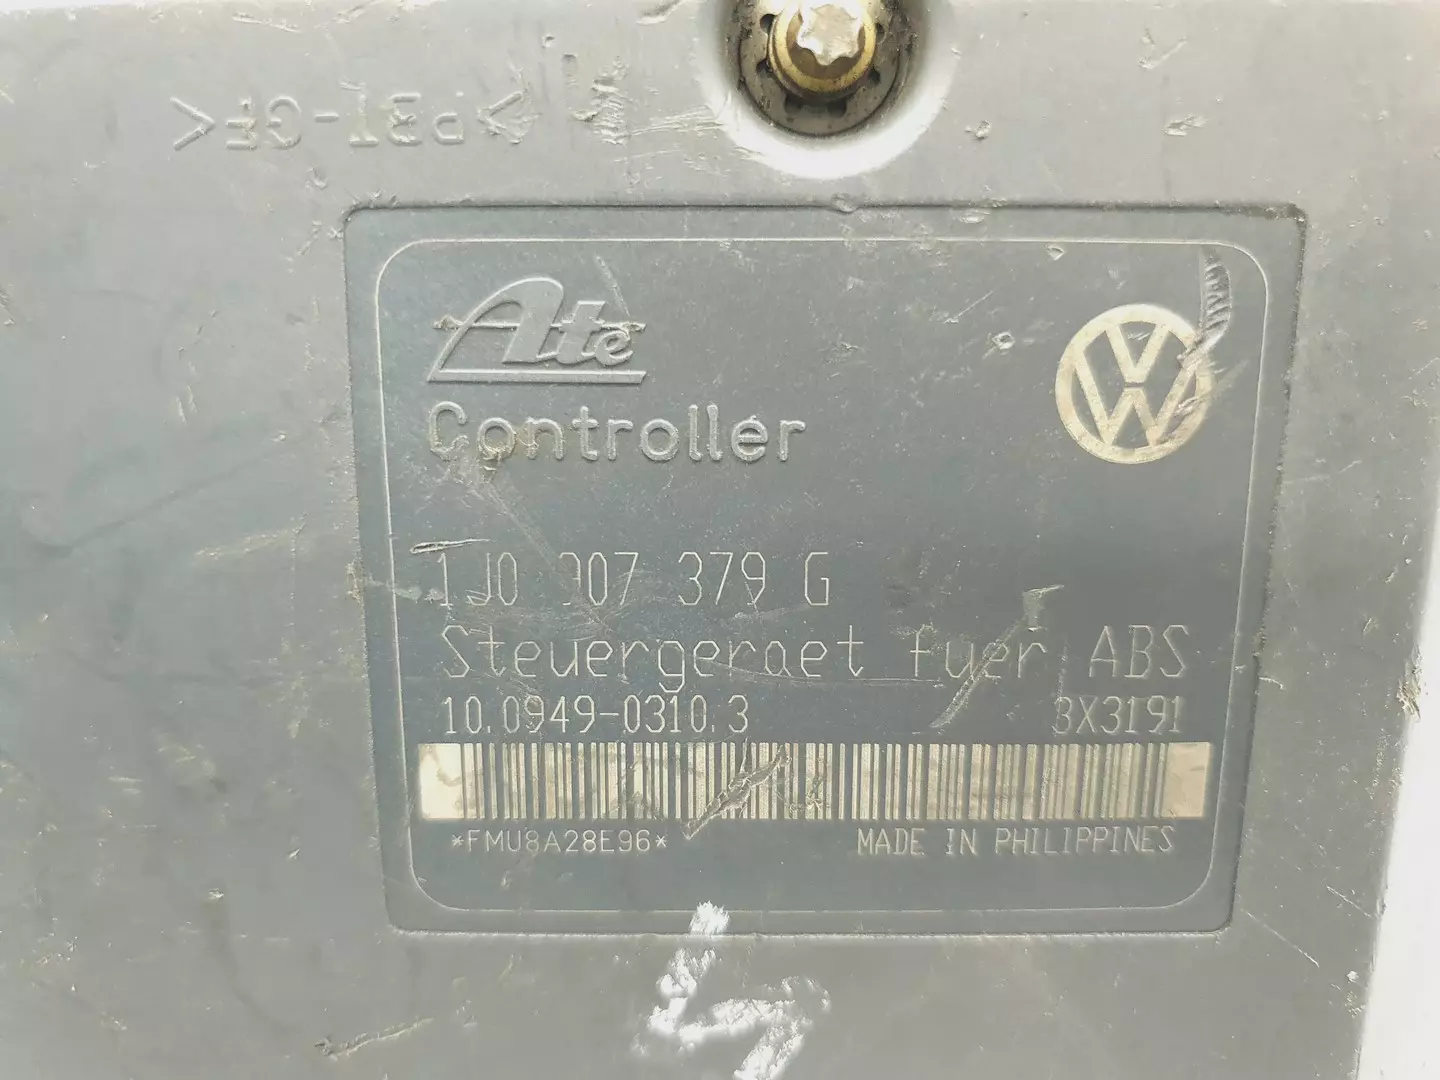 >PBT-GF<
Ate
Controller
1J0 907 379 G
Steuergeraet fuer ABS
10.0949-0310.3 3X3191
*FMU8A28E96* MADE IN PHILIPPINES